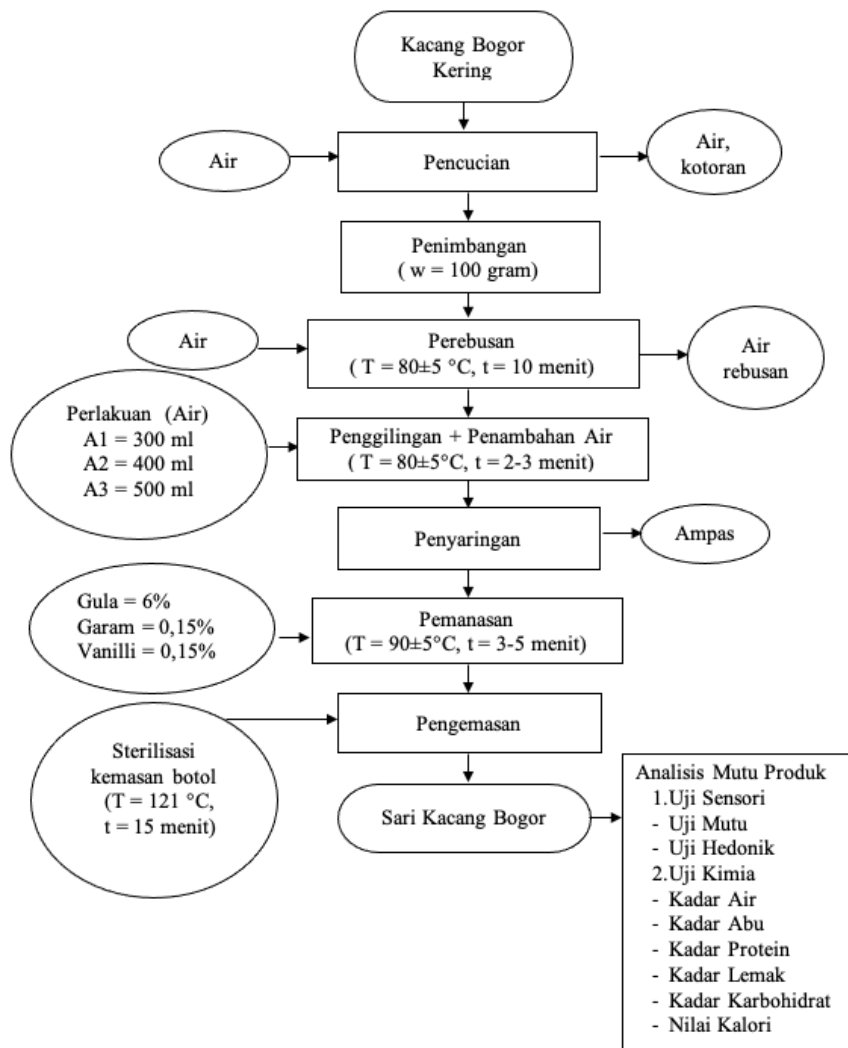 Kacang Bogor
Kering
Air
Pencucian
Air,
kotoran
Penimbangan
( w = 100 gram)
Air
Perebusan
( T = 80±5 °C, t = 10 menit)
Air
rebusan
Perlakuan (Air)
A1 = 300 ml
A2 = 400 ml
A3 = 500 ml
Penggilingan + Penambahan Air
( T = 80±5°C, t = 2-3 menit)
Penyaringan
Ampas
Gula = 6%
Garam = 0,15%
Vanilli = 0,15%
Pemanasan
(T = 90±5°C, t = 3-5 menit)
Pengemasan
Sterilisasi
kemasan botol
(T = 121 °C,
t = 15 menit)
Sari Kacang Bogor
Analisis Mutu Produk
1.Uji Sensori
- Uji Mutu
- Uji Hedonik
2.Uji Kimia
- Kadar Air
- Kadar Abu
- Kadar Protein
- Kadar Lemak
- Kadar Karbohidrat
- Nilai Kalori